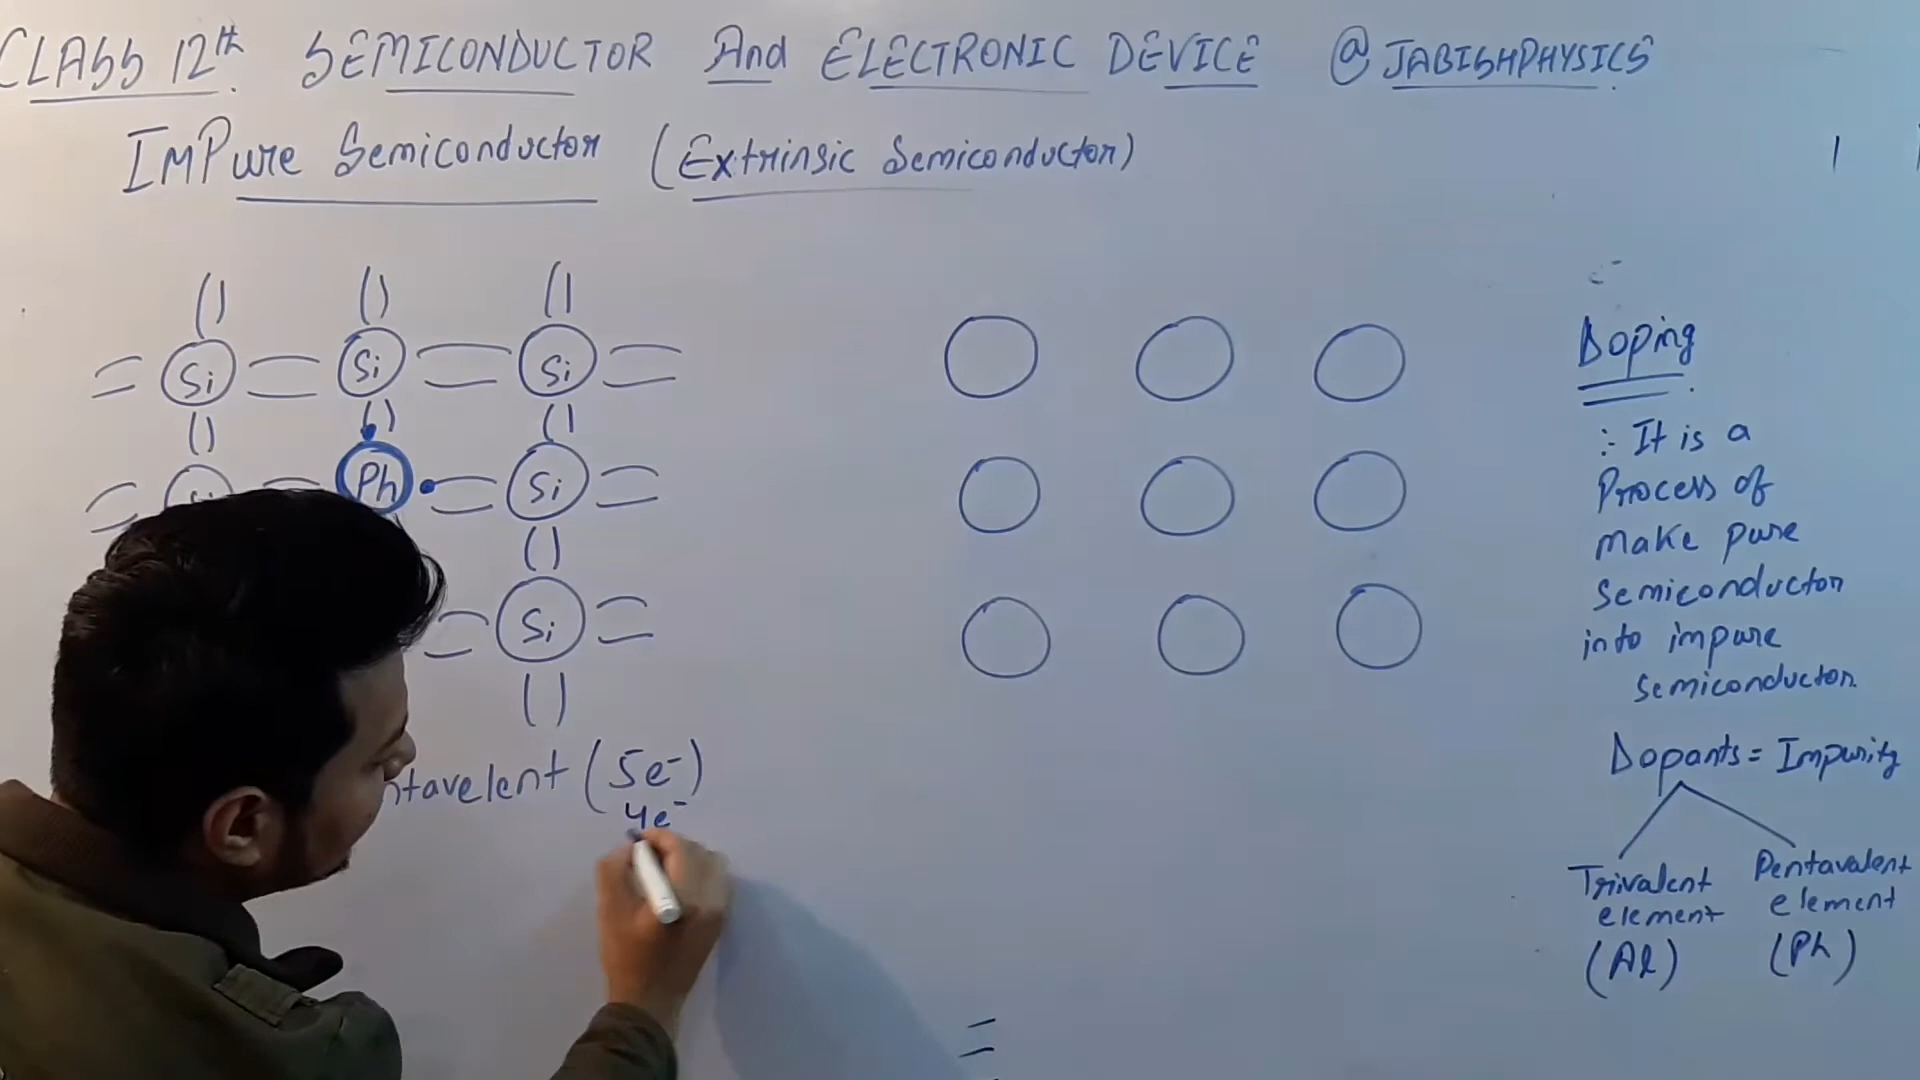 CLASS 12th SEMICONDUCTOR And ELECTRONIC DEVICE @JABISHPHYSICS
ImPure Semiconductor (Extrinsic Semiconductor)
Si Si Si
Ph Si
Si
ntavelent (5e-)
4e-
Doping
: It is a
Process of
make pure
semiconductor
into impure
semiconductor.
Dopants = Impurity
Trivalent
element
(Al)
Pentavalent
element
(Ph)
=